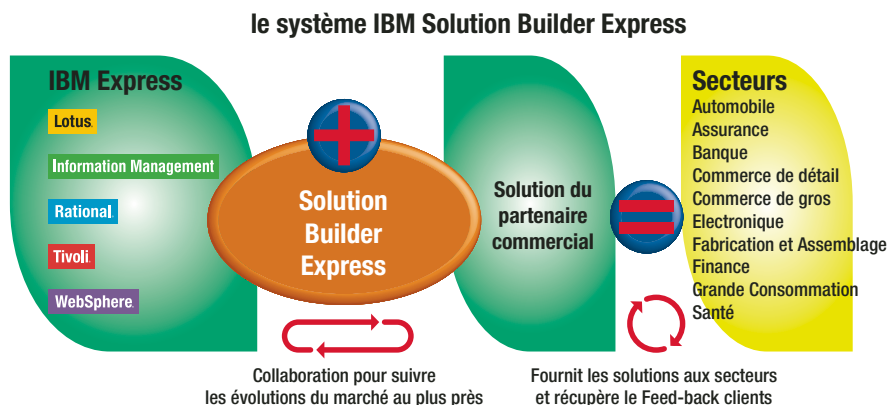 le système IBM Solution Builder Express
IBM Express
Lotus.
Information Management
Rational.
Tivoli.
WebSphere.
Solution
Builder
Express
Solution du
partenaire
commercial
Secteurs
Automobile
Assurance
Banque
Commerce de détail
Commerce de gros
Electronique
Fabrication et Assemblage
Finance
Grande Consommation
Santé
Collaboration pour suivre
les évolutions du marché au plus près
Fournit les solutions aux secteurs
et récupère le Feed-back clients